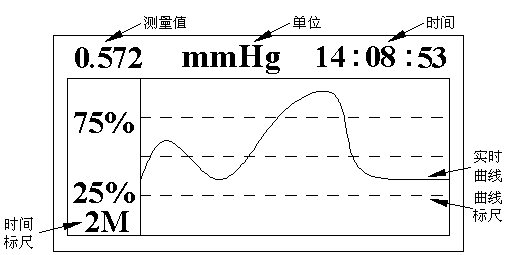 测量值 单位 时间
0.572 mmHg 14:08:53
75%
实时
曲线
25%
曲线
标尺
2M
时间
标尺